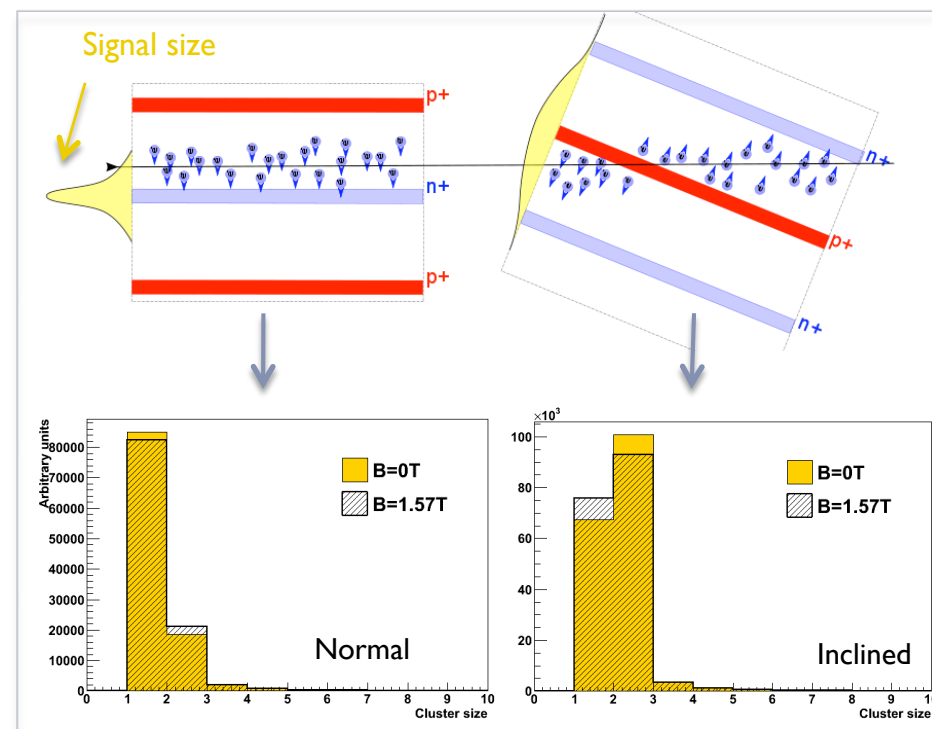 Signal size
p+
n+
p+
n+
p+
n+
Arbitrary units
80000
70000
60000
50000
40000
30000
20000
10000
0
B=0T
B=1.57T
Normal
0 1 2 3 4 5 6 7 8 9 10
Cluster size
×10³
100
80
60
40
20
0
B=0T
B=1.57T
Inclined
0 1 2 3 4 5 6 7 8 9
Cluster size